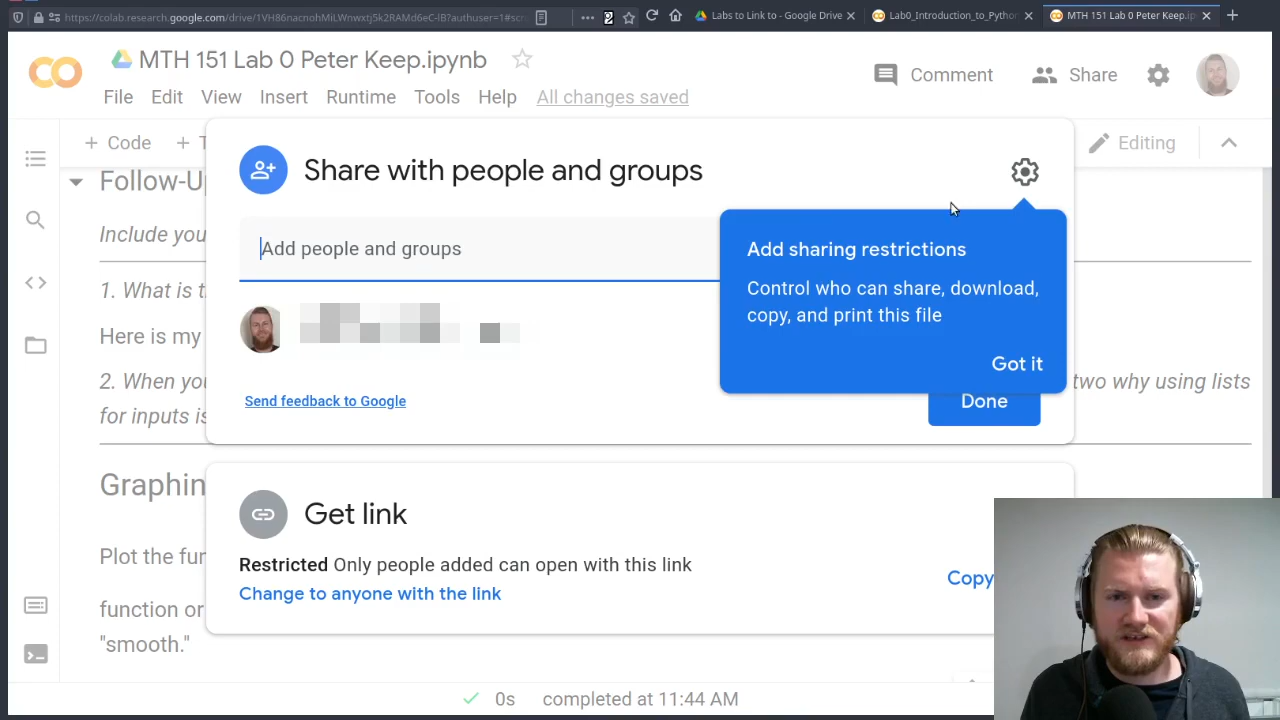 https://colab.research.google.com/drive/1VH86nacnohMiLWnwxtj5k2RAMd6eC-lB?authuser=1#scro
Labs to Link to - Google Drive
Lab0_Introduction_to_Python
MTH 151 Lab 0 Peter Keep.ip
MTH 151 Lab 0 Peter Keep.ipynb
Comment
Share
File Edit View Insert Runtime Tools Help All changes saved
+ Code + T
Editing
Follow-U
Share with people and groups
Include you
Add people and groups
Add sharing restrictions
Control who can share, download,
copy, and print this file
Got it
1. What is t
Here is my
2. When you
two why using lists
for inputs is
Send feedback to Google
Done
Graphin
Get link
Plot the fun
Restricted Only people added can open with this link
Change to anyone with the link
Copy
function or
"smooth."
0s completed at 11:44 AM